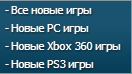 - Все новые игры
- Новые PC игры
- Новые Xbox 360 игры
- Новые PS3 игры